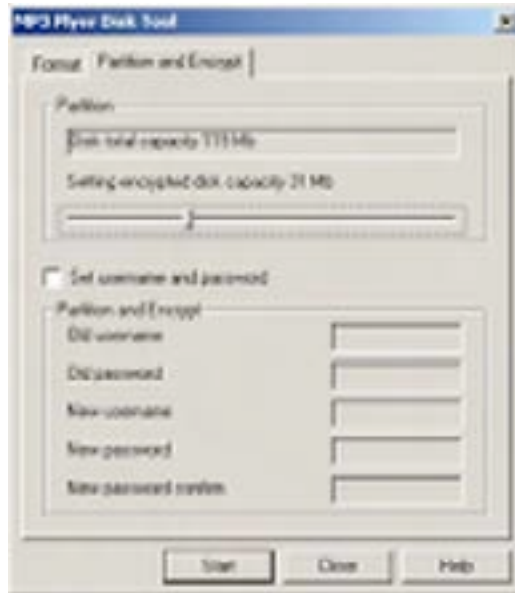 MP3 Player Disk Tool
Format
Partition and Encrypt
Partition
Disk total capacity Mb
Setting encrypted disk capacity 31 Mb
Set username and password
Partition and Encrypt
Old username
Old password
New username
New password
New password confirm
Start
Close
Help